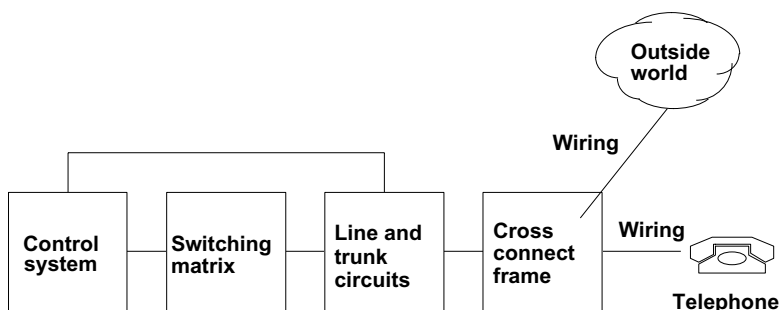 Outside
world
Wiring
Control
system
Switching
matrix
Line and
trunk
circuits
Cross
connect
frame
Wiring
Telephone